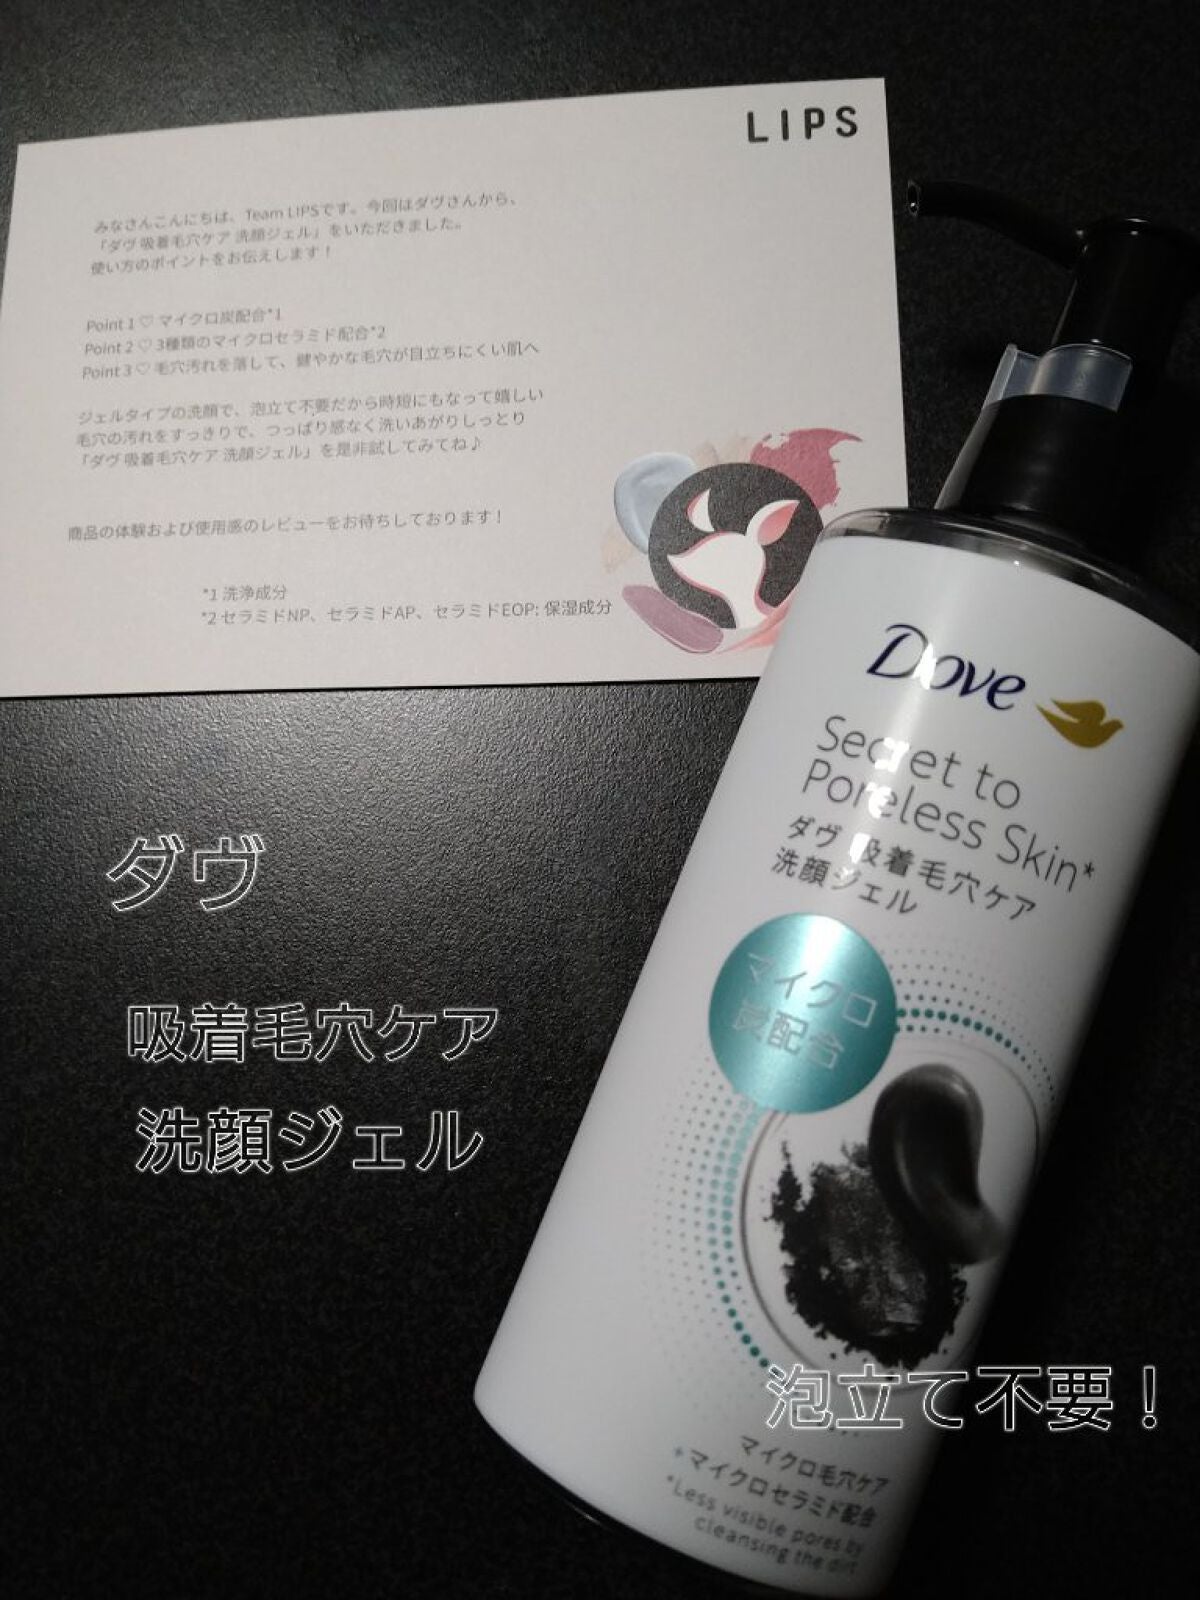 LIPS
みなさんこんにちは、Team LIPSです。今回はダヴさんから、
「ダヴ 吸着毛穴ケア 洗顔ジェル」をいただきました。
使い方のポイントをお伝えします！
Point 1♡ マイクロ炭配合*1
Point 2 ♡ 3種類のマイクロセラミド配合*2
Point 3 ♡ 毛穴汚れを落して、健やかな毛穴が目立ちにくい肌へ
ジェルタイプの洗顔で、泡立て不要だから時短にもなって嬉しい
毛穴の汚れをすっきりで、つっぱり感なく洗いあがりしっとり
「ダヴ 吸着毛穴ケア 洗顔ジェル」を是非試してみてね♪
商品の体験および使用感のレビューをお待ちしております！
*1 洗浄成分
*2 セラミドNP、セラミドAP、セラミドEOP: 保湿成分
Dove
Secret to
Poreless Skin*
ダヴ 吸着毛穴ケア
洗顔ジェル
マイクロ
炭配合
ダヴ
吸着毛穴ケア
洗顔ジェル
泡立て不要！
マイクロ毛穴ケア
+マイクロセラミド配合
*Less visible pores by
cleansing the dirt